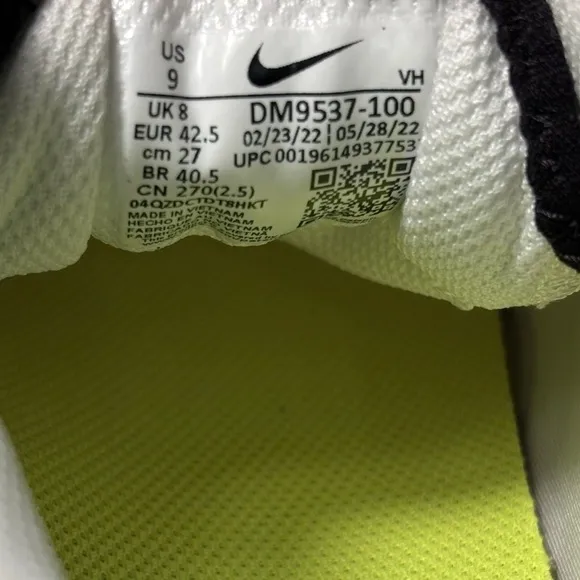 US
9
VH
UK 8
DM9537-100
EUR 42.5
02/23/22 | 05/28/22
cm 27
UPC 0019614937753
BR 40.5
CN 270(2.5)
04QZDCTDT8HKT
MADE IN VIETNAM
HECHO EN VIETNAM